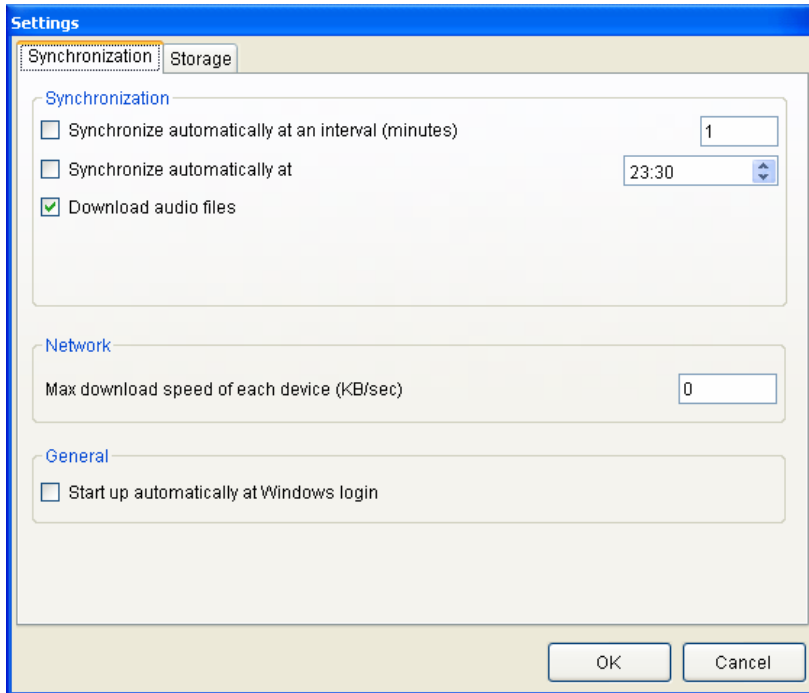 Settings
Synchronization Storage
Synchronization
Synchronize automatically at an interval (minutes) 1
Synchronize automatically at 23:30
Download audio files
Network
Max download speed of each device (KB/sec) 0
General
Start up automatically at Windows login
OK Cancel